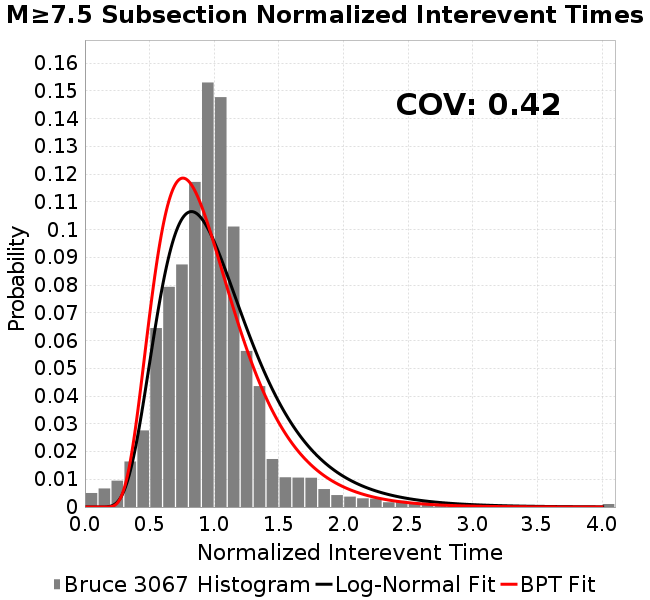 M≥7.5 Subsection Normalized Interevent Times
COV: 0.42
Probability
0.16
0.15
0.14
0.13
0.12
0.11
0.1
0.09
0.08
0.07
0.06
0.05
0.04
0.03
0.02
0.01
0
0.0 0.5 1.0 1.5 2.0 2.5 3.0 3.5 4.0
Normalized Interevent Time
Bruce 3067 Histogram Log-Normal Fit BPT Fit